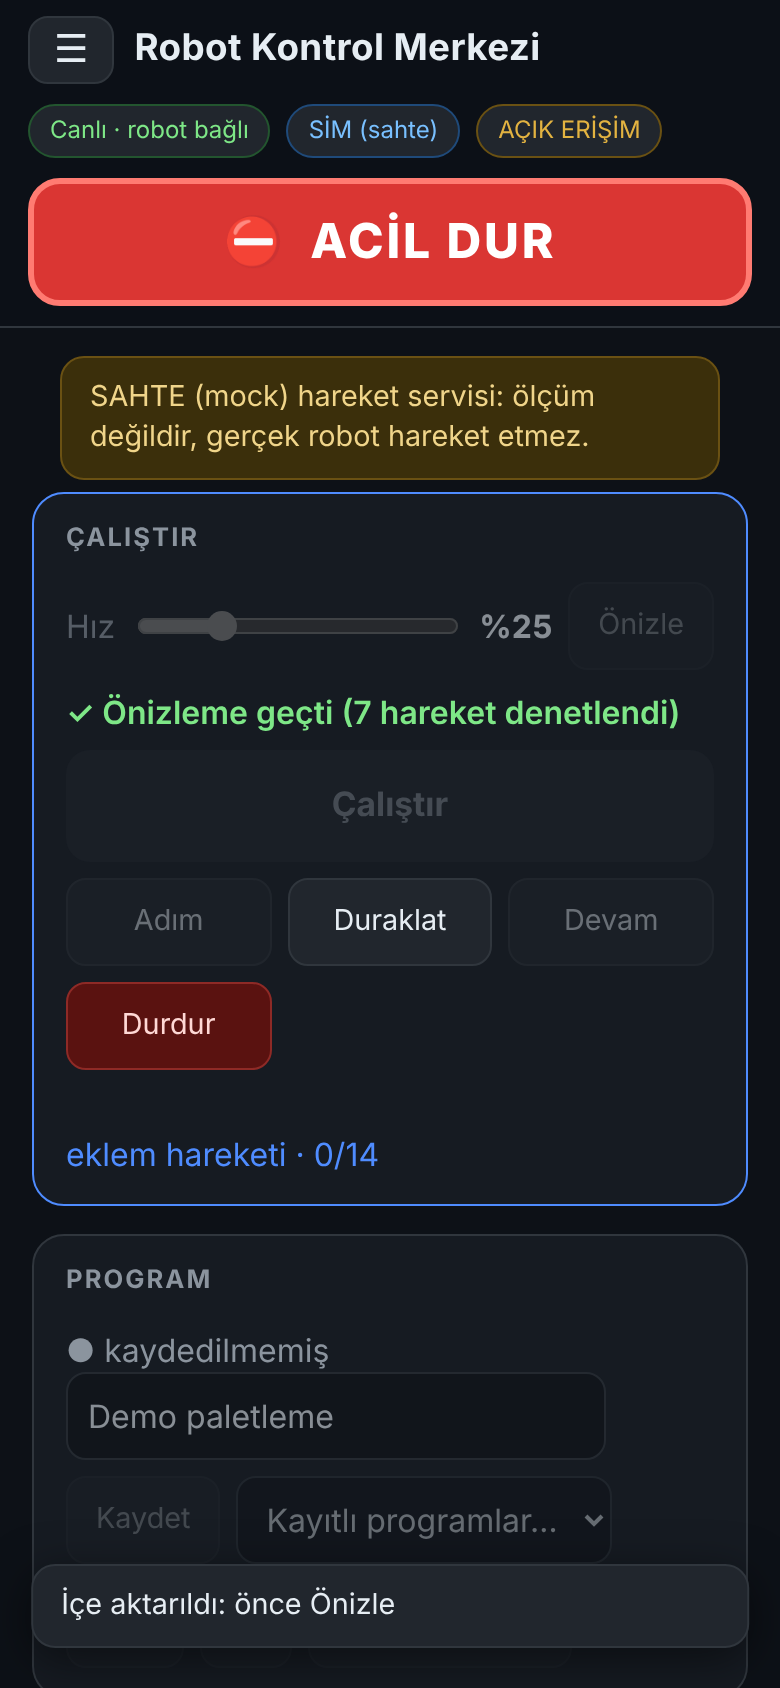 ☰ Robot Kontrol Merkezi
Canlı · robot bağlı SİM (sahte) AÇIK ERİŞİM
⛔ ACİL DUR
SAHTE (mock) hareket servisi: ölçüm
değildir, gerçek robot hareket etmez.
ÇALIŞTIR
Hız %25 Önizle
✓ Önizleme geçti (7 hareket denetlendi)
Çalıştır
Adım Duraklat Devam
Durdur
eklem hareketi · 0/14
PROGRAM
● kaydedilmemiş
Demo paletleme
Kaydet Kayıtlı programlar...
İçe aktarıldı: önce Önizle